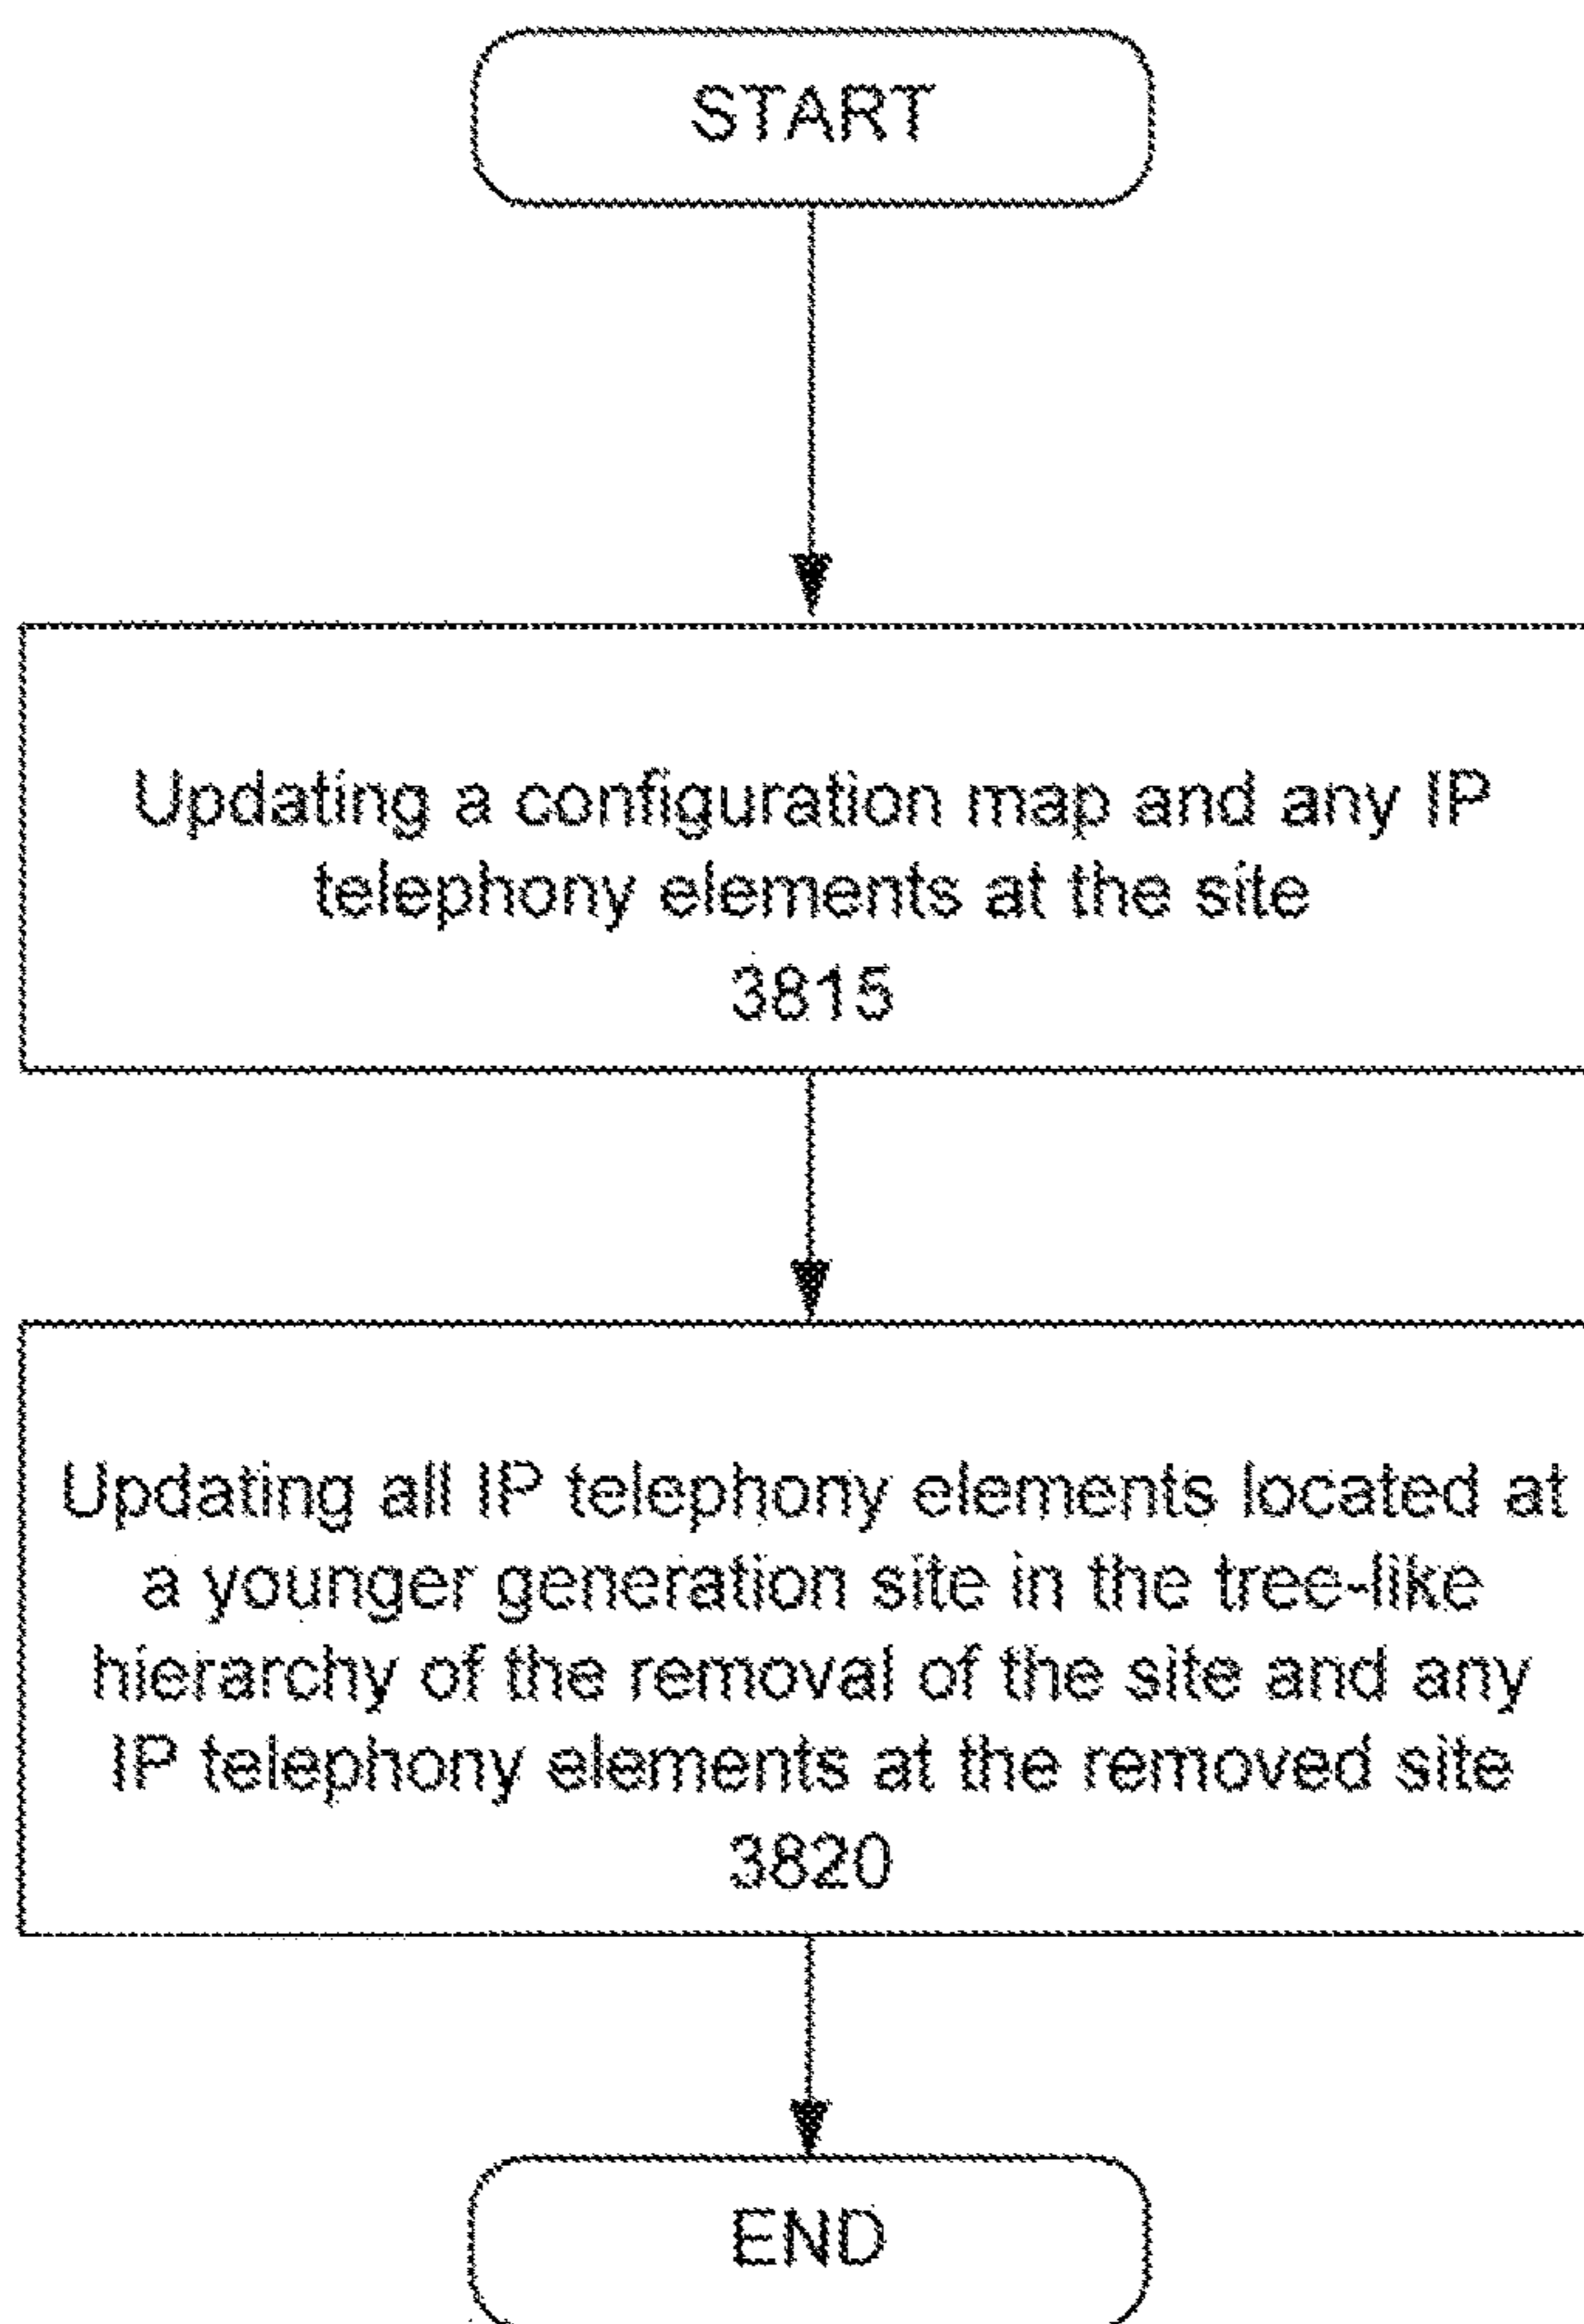 START
Updating a configuration map and any IP
telephony elements at the site
3815
Updating all IP telephony elements located at
a younger generation site in the tree-like
hierarchy of the removal of the site and any
IP telephony elements at the removed site
3820
END